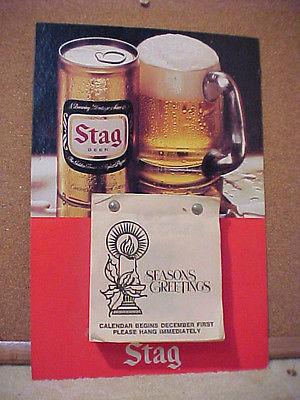 Stag
BEER
SEASONS
GREETINGS
CALENDAR BEGINS DECEMBER FIRST
PLEASE HANG IMMEDIATELY
Stag